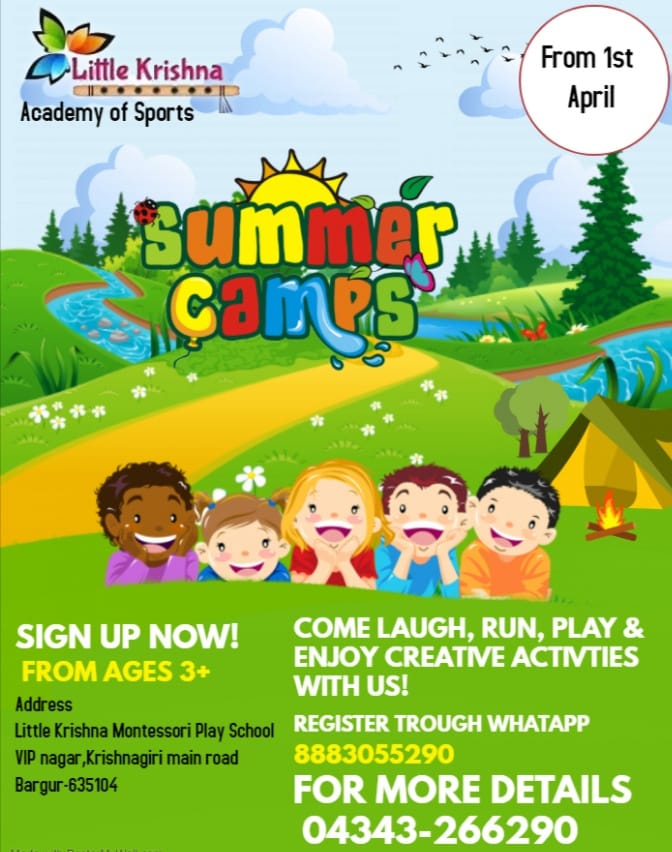 Little Krishna
Academy of Sports
From 1st
April
Summer
Camps
SIGN UP NOW!
FROM AGES 3+
Address
Little Krishna Montessori Play School
VIP nagar,Krishnagiri main road
Bargur-635104
COME LAUGH, RUN, PLAY &
ENJOY CREATIVE ACTIVTIES
WITH US!
REGISTER TROUGH WHATAPP
8883055290
FOR MORE DETAILS
04343-266290